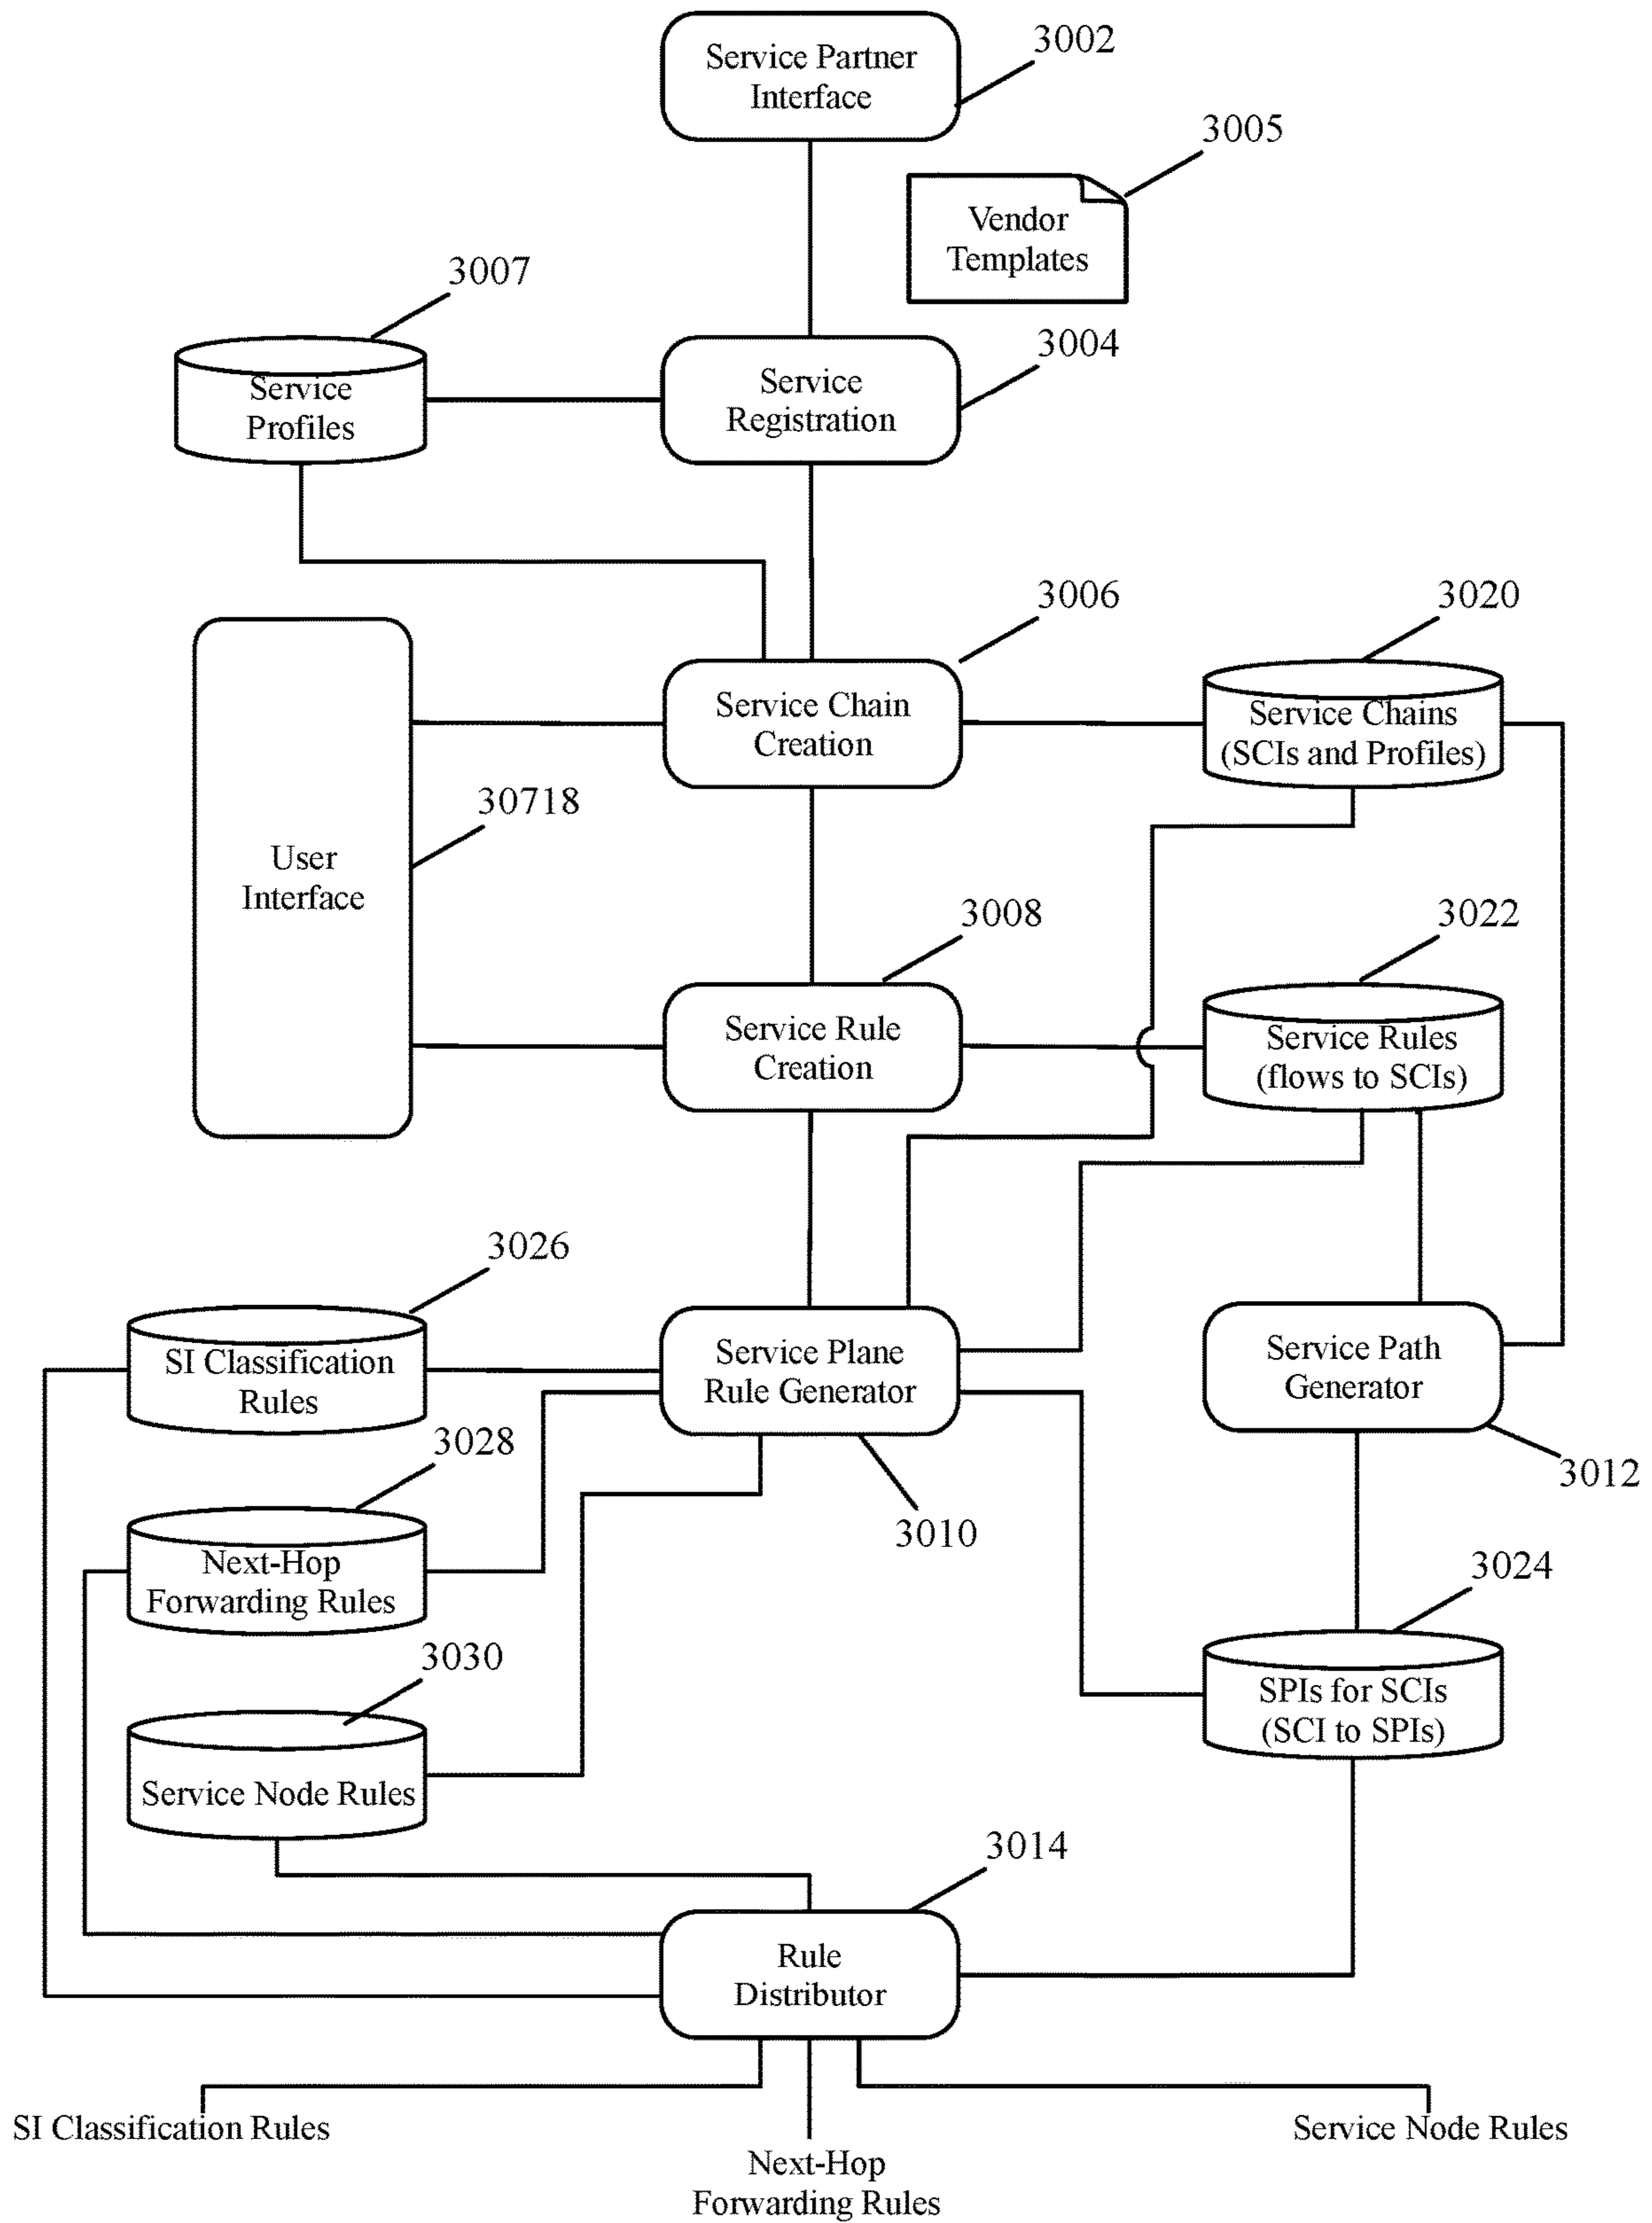 Service Partner
Interface
3002
3005
Vendor
Templates
3007
Service
Profiles
3004
Service
Registration
3006
3020
Service Chain
Creation
Service Chains
(SCIs and Profiles)
30718
User
Interface
3008
3022
Service Rule
Creation
Service Rules
(flows to SCIs)
3026
SI Classification
Rules
Service Plane
Rule Generator
Service Path
Generator
3028
3012
3010
Next-Hop
Forwarding Rules
3024
3030
SPIs for SCIs
(SCI to SPIs)
Service Node Rules
3014
Rule
Distributor
SI Classification Rules
Service Node Rules
Next-Hop
Forwarding Rules